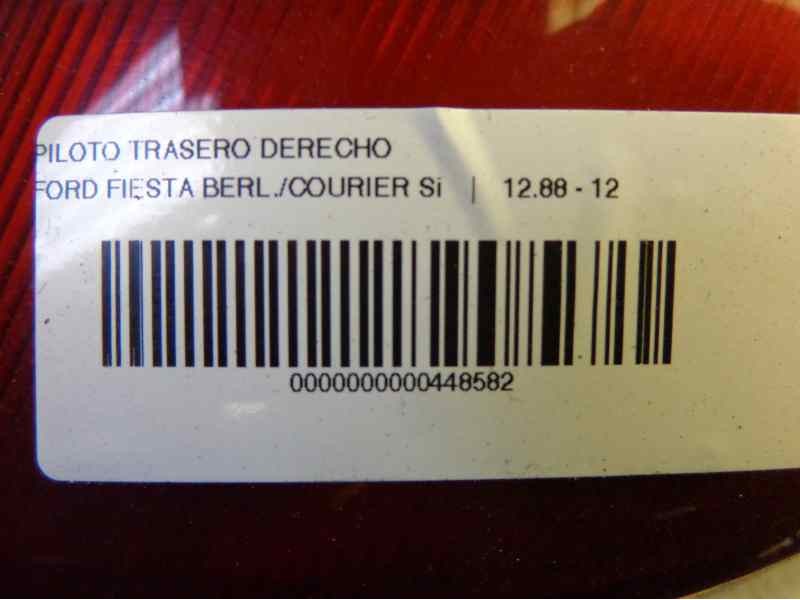 PILOTO TRASERO DERECHO
FORD FIESTA BERL./COURIER Si | 12.88 - 12
0000000000448582